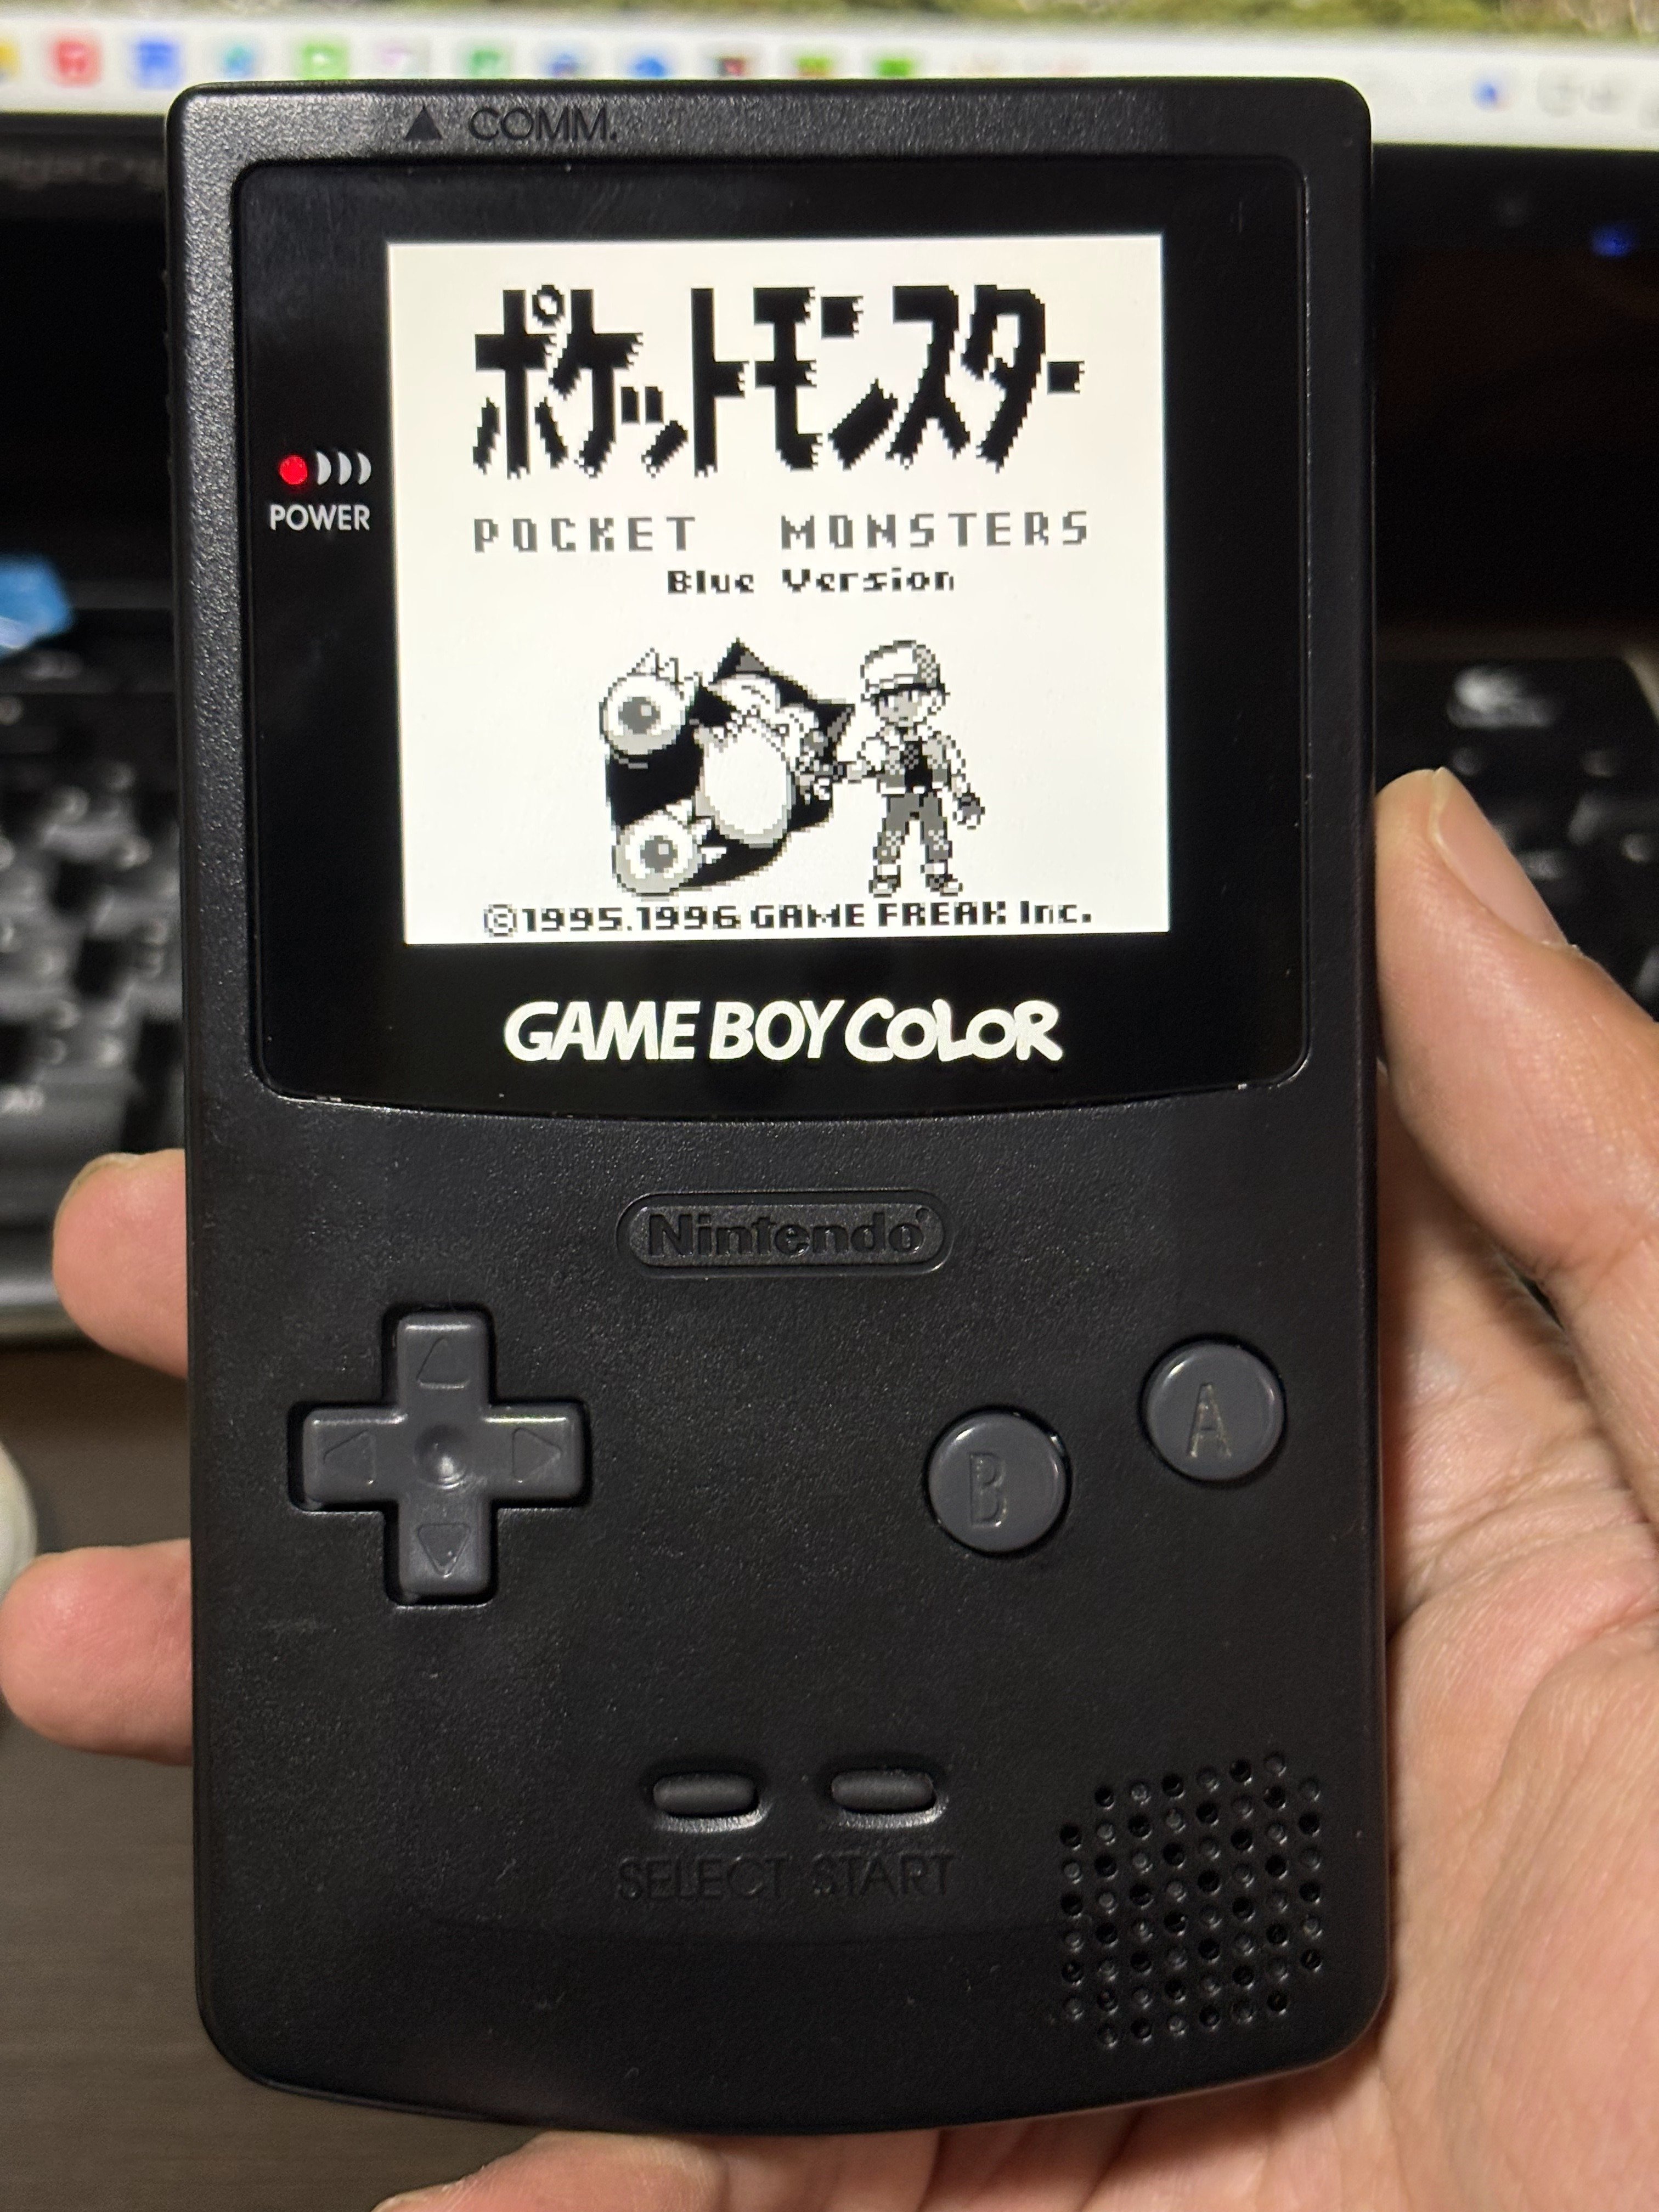 COMM.
ポケットモンスター
POCKET MONSTERS
Blue Version
POWER
©1995.1996 GAME FREAK Inc.
GAME BOY COLOR
Nintendo
A
B
SELECT START